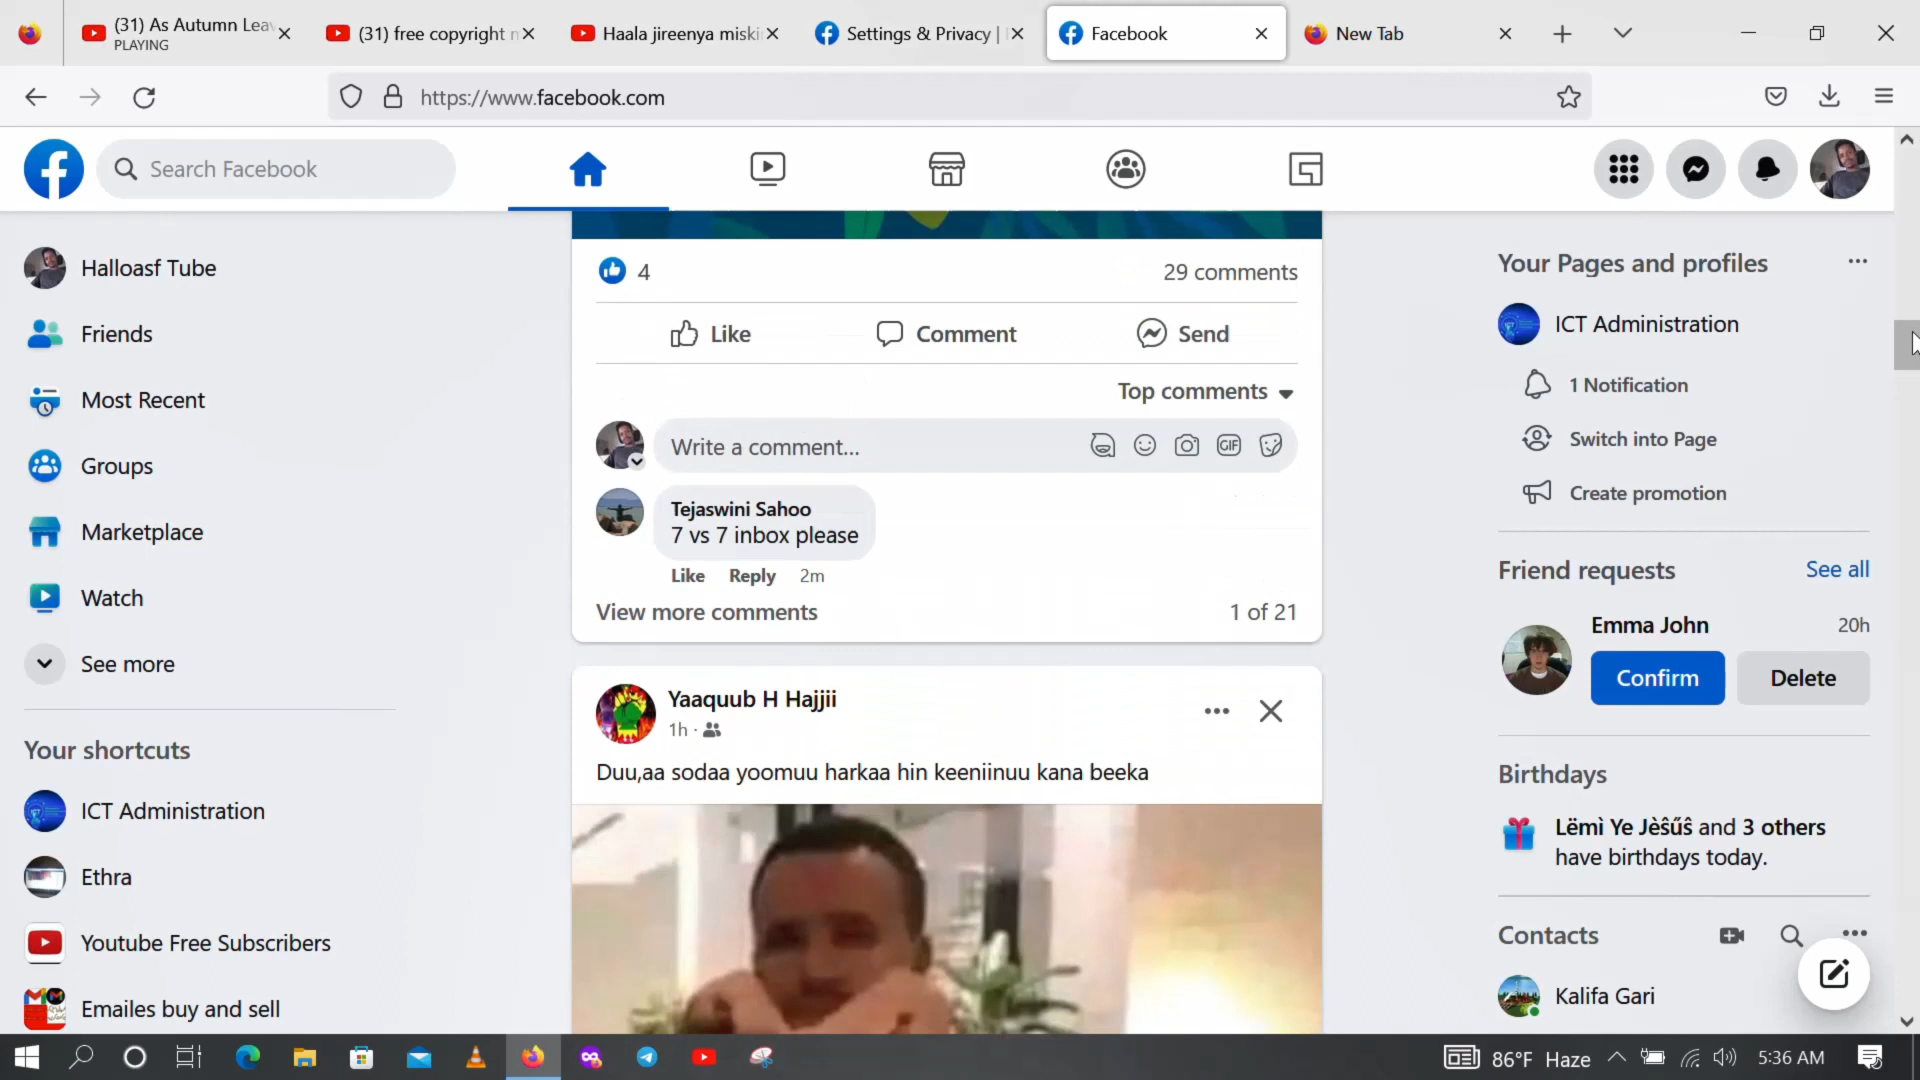 (31) As Autumn Lea
PLAYING
(31) free copyright
Haala jireenya miski
Settings & Privacy |
Facebook
New Tab
https://www.facebook.com
Search Facebook
Halloasf Tube
Friends
Most Recent
Groups
Marketplace
Watch
See more
Your shortcuts
ICT Administration
Ethra
Youtube Free Subscribers
Emailes buy and sell
4
29 comments
Like
Comment
Send
Top comments
Write a comment...
GIF
Tejaswini Sahoo
7 vs 7 inbox please
Like Reply 2m
View more comments
1 of 21
Yaaquub H Hajjii
1h ·
Duu,aa sodaa yoomuu harkaa hin keeniinuu kana beeka
Your Pages and profiles
ICT Administration
1 Notification
Switch into Page
Create promotion
Friend requests
See all
Emma John
20h
Confirm
Delete
Birthdays
Lëmì Ye Jèŝűŝ and 3 others
have birthdays today.
Contacts
Kalifa Gari
86°F Haze
5:36 AM